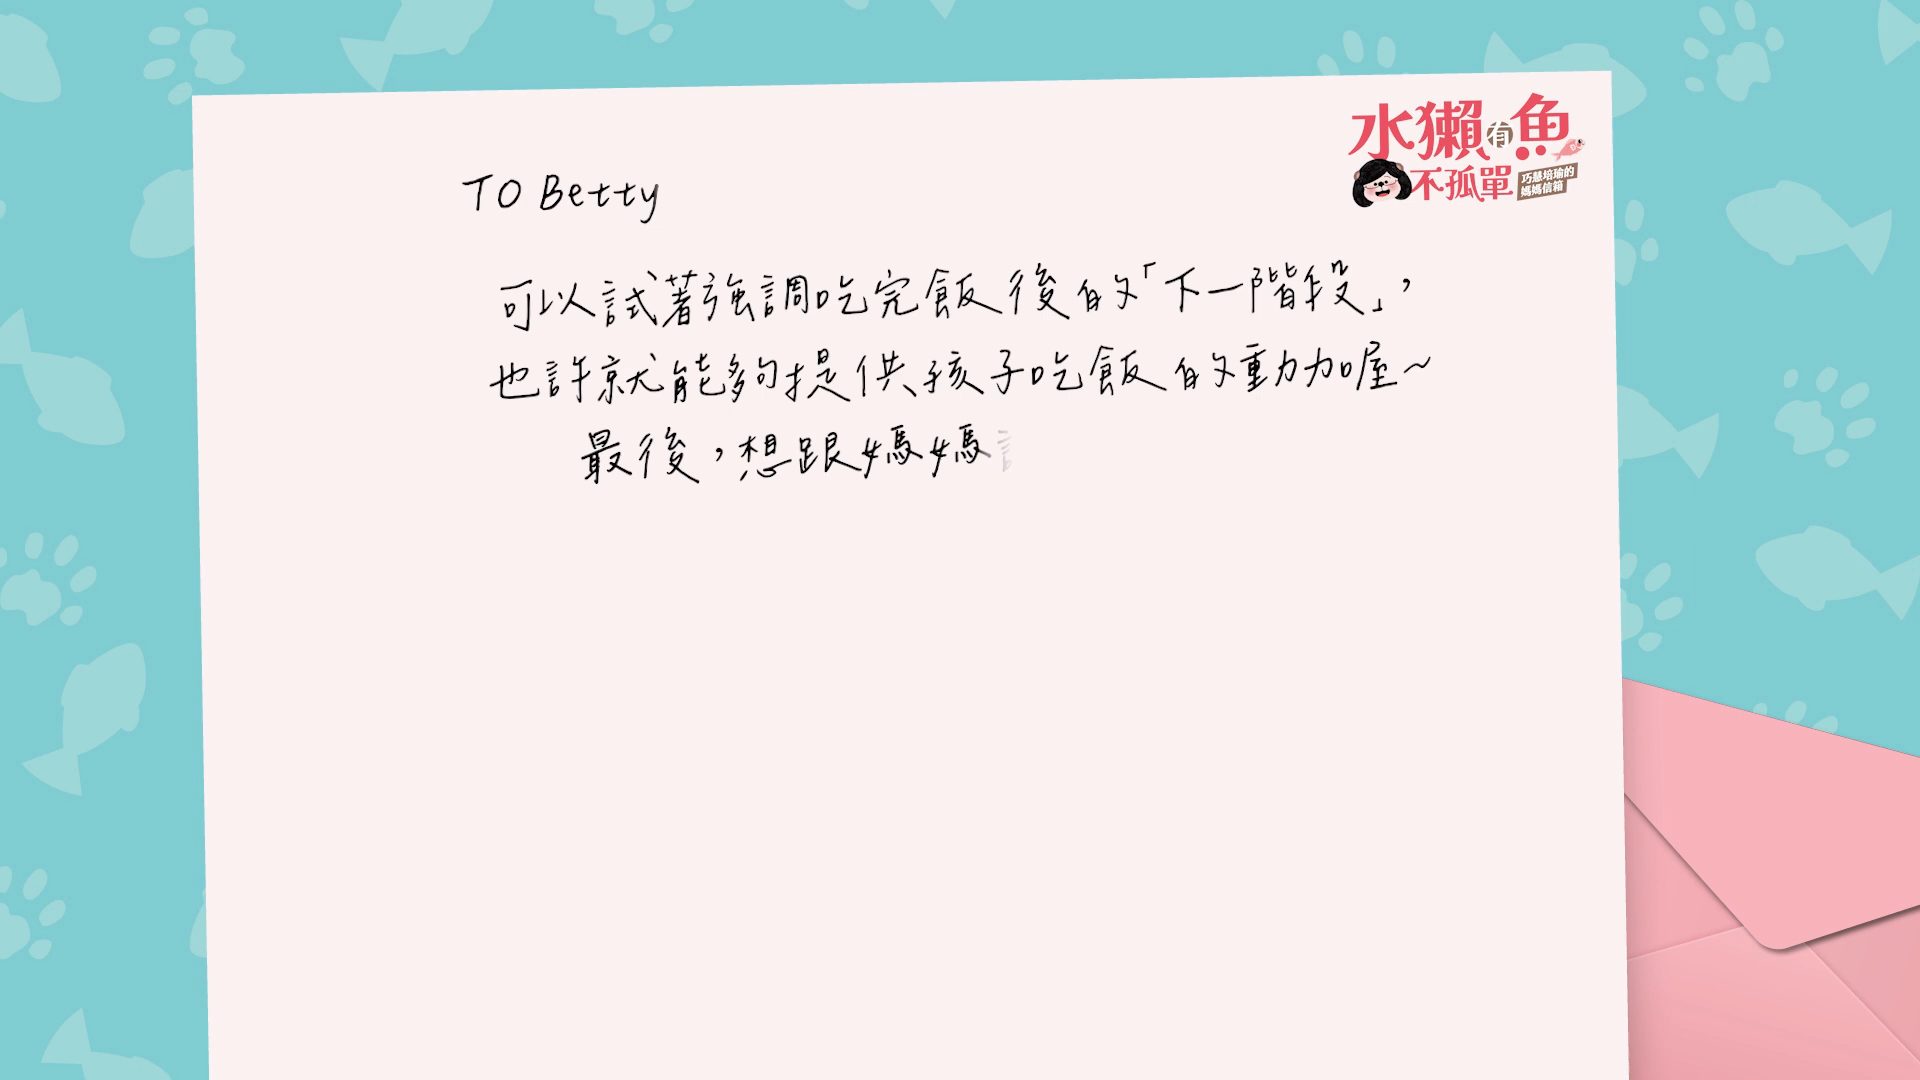 水獺有魚
不孤單
巧慧培瑜的
媽媽信箱
TO Betty
可以試著強調吃完飯後的「下一階段」,
也許就能夠提供孩子吃飯的動力喔~
最後,想跟媽媽